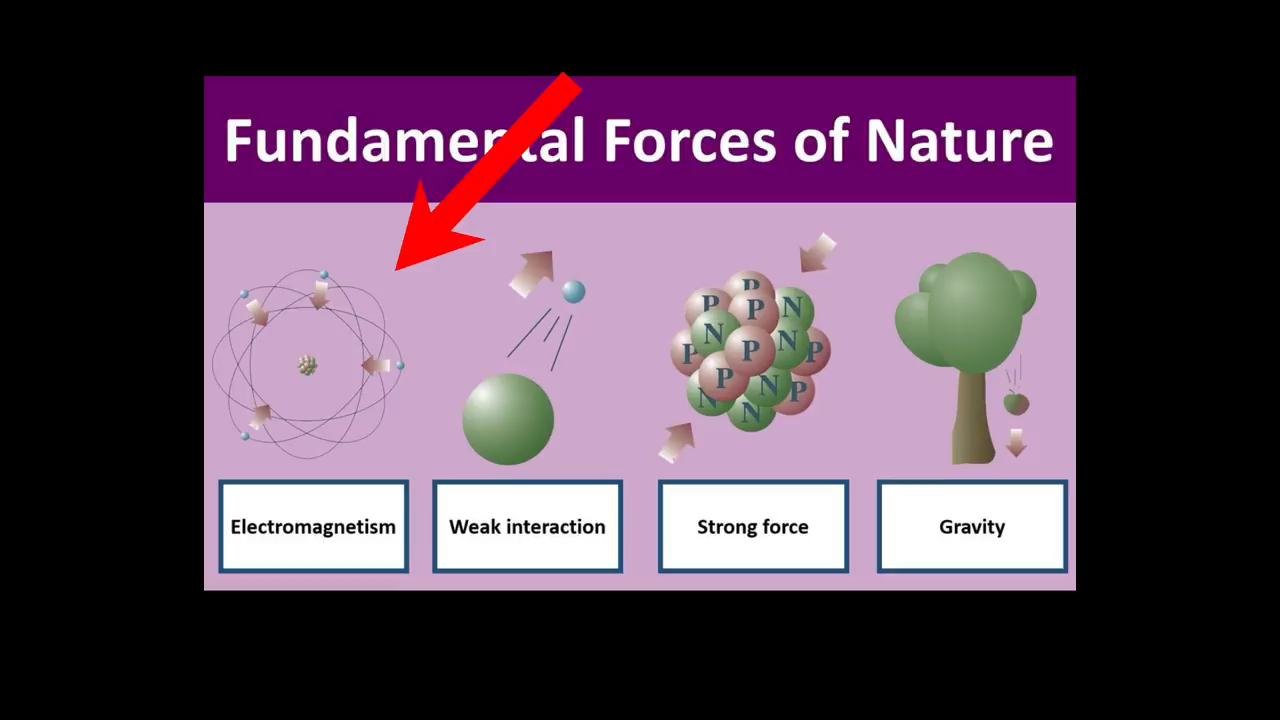 Fundamental Forces of Nature
P
P
N
P
N
N
P
P
P
P
N
N
P
N
Electromagnetism
Weak interaction
Strong force
Gravity